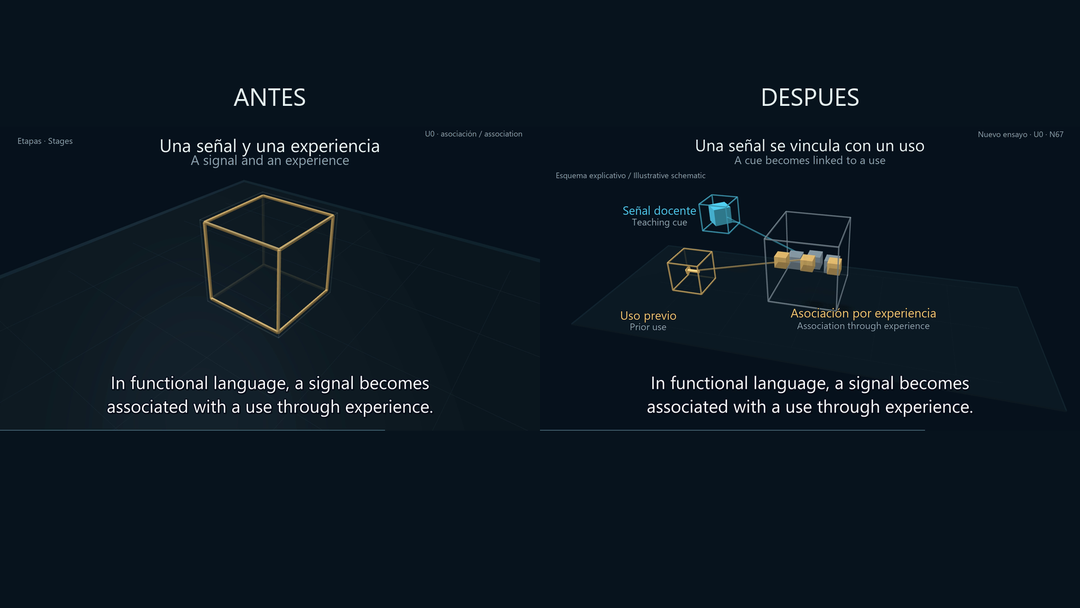 ANTES
Etapas · Stages
U0 · asociación / association
Una señal y una experiencia
A signal and an experience
In functional language, a signal becomes
associated with a use through experience.
DESPUES
Nuevo ensayo · U0 · N67
Una señal se vincula con un uso
A cue becomes linked to a use
Esquema explicativo / Illustrative schematic
Señal docente
Teaching cue
Uso previo
Prior use
Asociación por experiencia
Association through experience
In functional language, a signal becomes
associated with a use through experience.